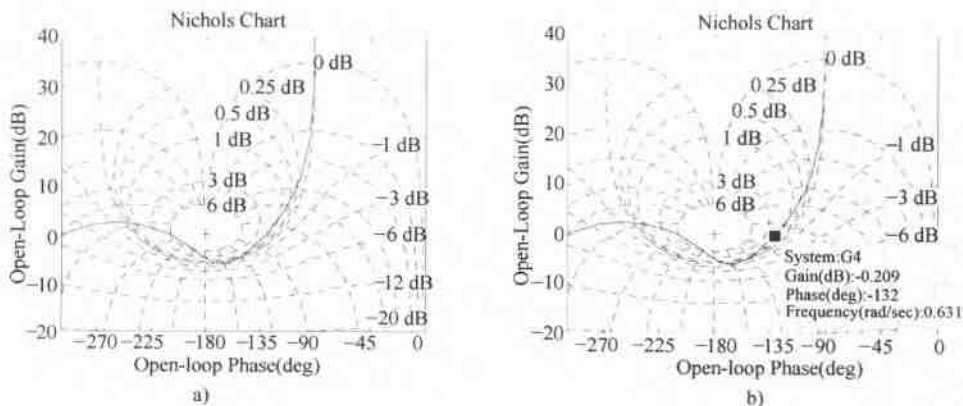 Nichols Chart
40
30
20
10
0
−10
−20
Open-Loop Gain(dB)
0 dB
0.25 dB
0.5 dB
1 dB
3 dB
6 dB
−1 dB
−3 dB
−6 dB
−12 dB
−20 dB
−270 −225 −180 −135 −90 −45 0
Open-loop Phase(deg)
a)
Nichols Chart
40
30
20
10
0
−10
−20
Open-Loop Gain(dB)
0 dB
0.25 dB
0.5 dB
1 dB
3 dB
6 dB
−1 dB
−3 dB
−6 dB
System:G4
Gain(dB):-0.209
Phase(deg):-132
Frequency(rad/sec):0.631
−270 −225 −180 −135 −90 −45 0
Open-loop Phase(deg)
b)